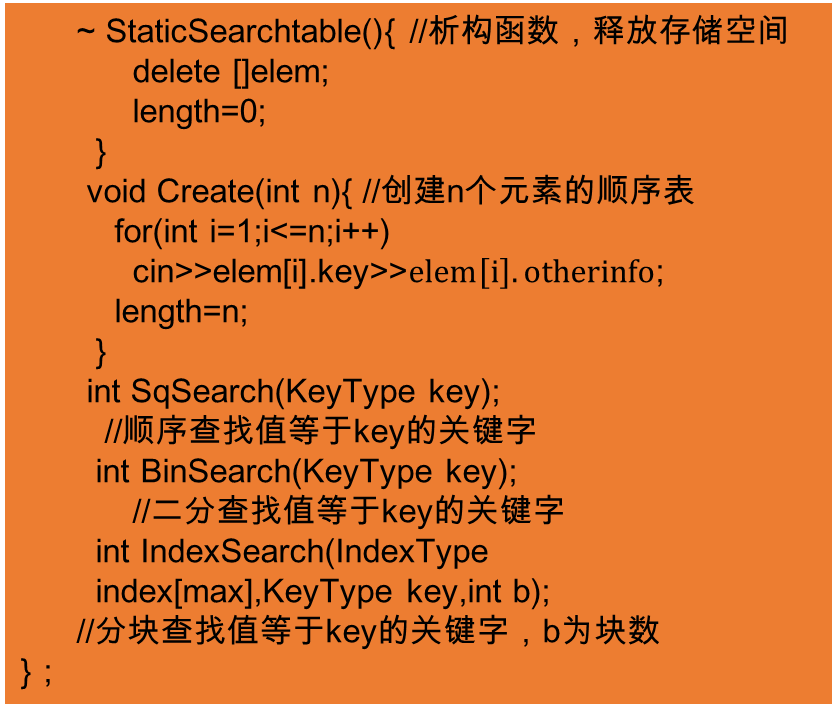 ~ StaticSearchtable(){ //析构函数，释放存储空间
delete []elem;
length=0;
}
void Create(int n){ //创建n个元素的顺序表
for(int i=1;i<=n;i++)
cin>>elem[i].key>>elem[i].otherinfo;
length=n;
}
int SqSearch(KeyType key);
//顺序查找值等于key的关键字
int BinSearch(KeyType key);
//二分查找值等于key的关键字
int IndexSearch(IndexType
index[max],KeyType key,int b);
//分块查找值等于key的关键字，b为块数
}；